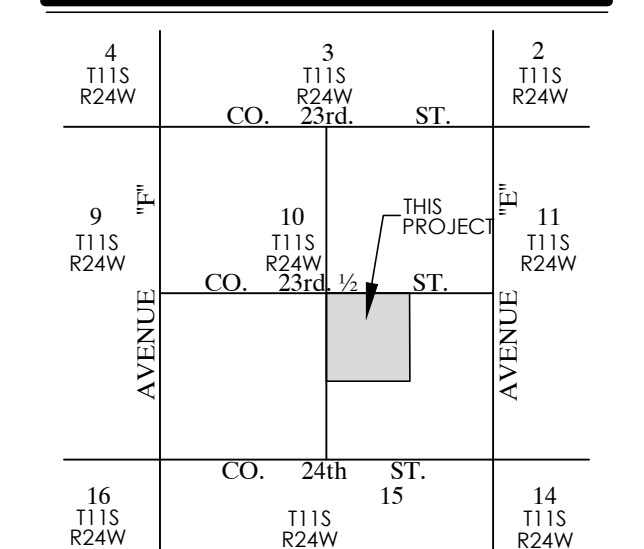 4
T11S
R24W
3
T11S
R24W
2
T11S
R24W
CO. 23rd. ST.
9
T11S
R24W
AVENUE "F"
10
T11S
R24W
THIS
PROJECT
AVENUE "E"
11
T11S
R24W
CO. 23rd. ½ ST.
CO. 24th ST.
16
T11S
R24W
15
T11S
R24W
14
T11S
R24W